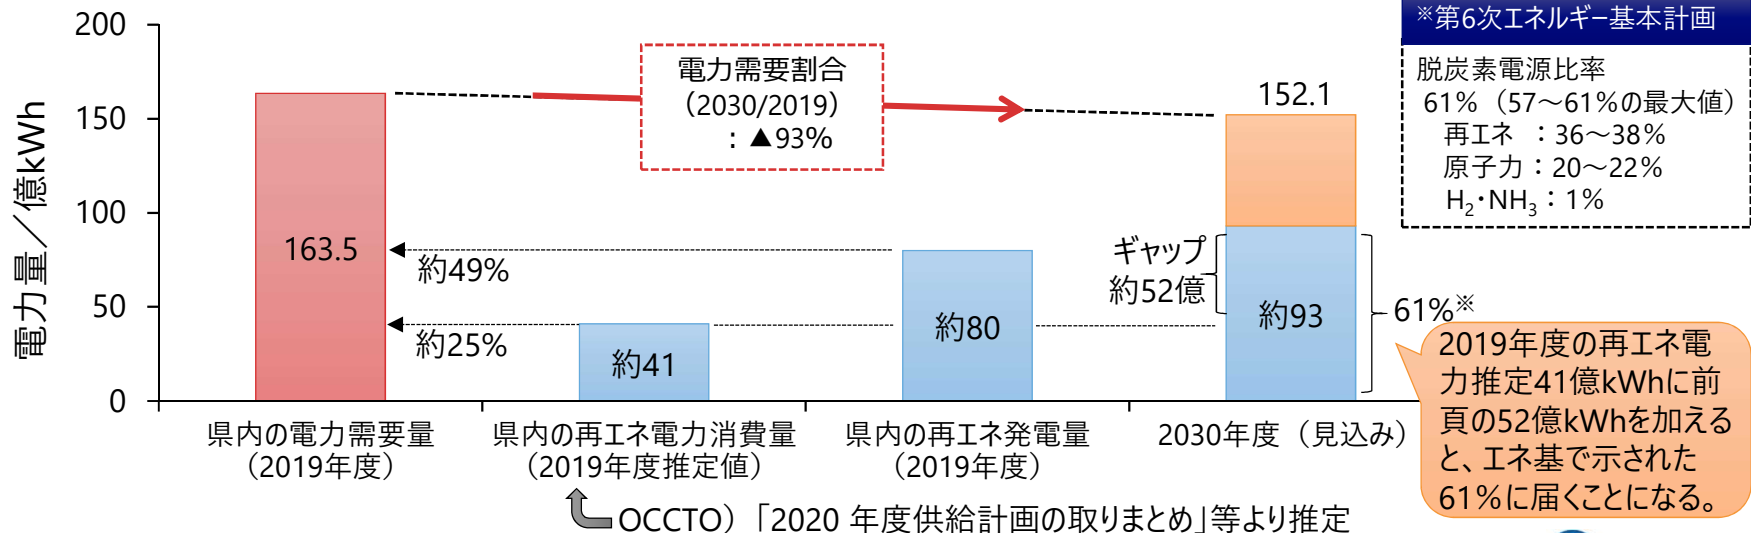 電力量/億kWh
200
150
100
50
0
電力需要割合
(2030/2019)
:▲93%
152.1
163.5
約49%
約25%
約41
約80
ギャップ
約52億
約93
61%※
県内の電力需要量
(2019年度)
県内の再エネ電力消費量
(2019年度推定値)
県内の再エネ発電量
(2019年度)
2030年度(見込み)
OCCTO)「2020 年度供給計画の取りまとめ」等より推定
※第6次エネルギー基本計画
脱炭素電源比率
61%(57~61%の最大値)
再エネ :36~38%
原子力:20~22%
H₂・NH₃:1%
2019年度の再エネ電
力推定41億kWhに前
頁の52億kWhを加える
と、エネ基で示された
61%に届くことになる。